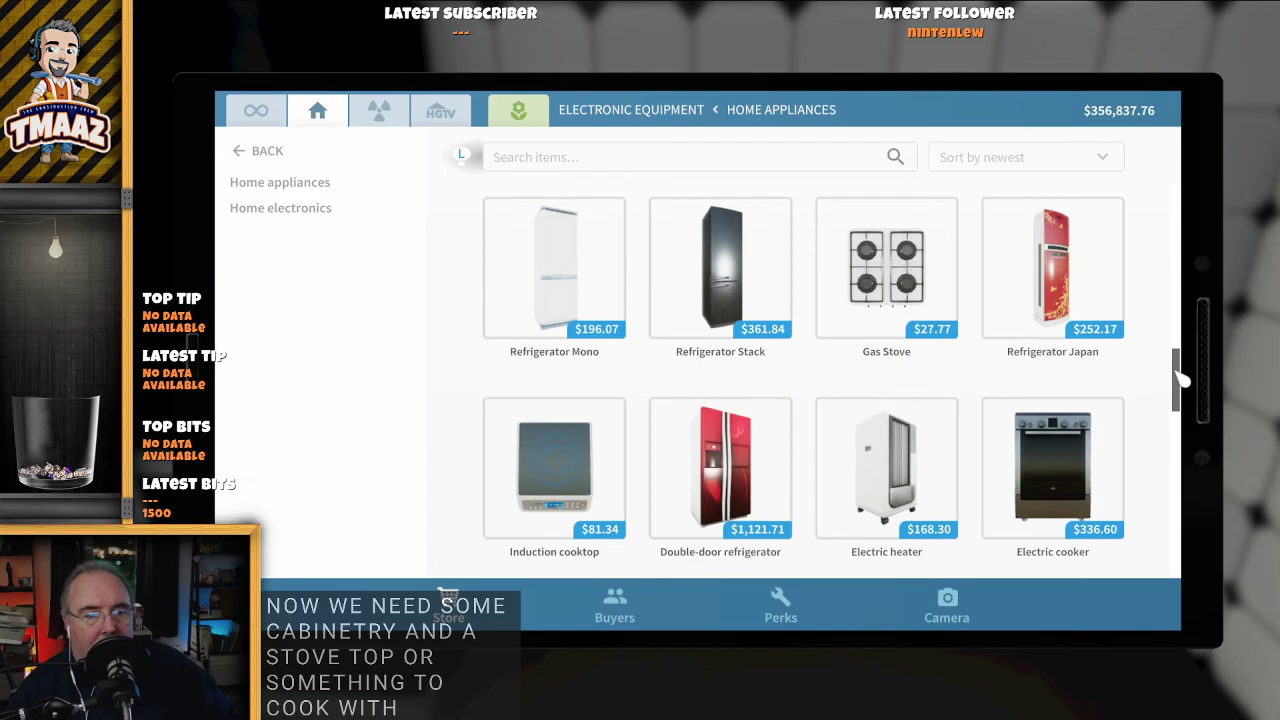 LATEST SUBSCRIBER
---
LATEST FOLLOWER
NINTENLEW
THE CONSTRUCTION CREW
TMAAZ
HGTV
ELECTRONIC EQUIPMENT < HOME APPLIANCES
$356,837.76
BACK
Home appliances
Home electronics
L
Search items...
Sort by newest
$196.07
$361.84
$27.77
$252.17
Refrigerator Mono
Refrigerator Stack
Gas Stove
Refrigerator Japan
$81.34
$1,121.71
$168.30
$336.60
Induction cooktop
Double-door refrigerator
Electric heater
Electric cooker
Store
Buyers
Perks
Camera
TOP TIP
NO DATA
AVAILABLE
LATEST TIP
NO DATA
AVAILABLE
TOP BITS
NO DATA
AVAILABLE
LATEST BITS
---
1500
NOW WE NEED SOME
CABINETRY AND A
STOVE TOP OR
SOMETHING TO
COOK WITH